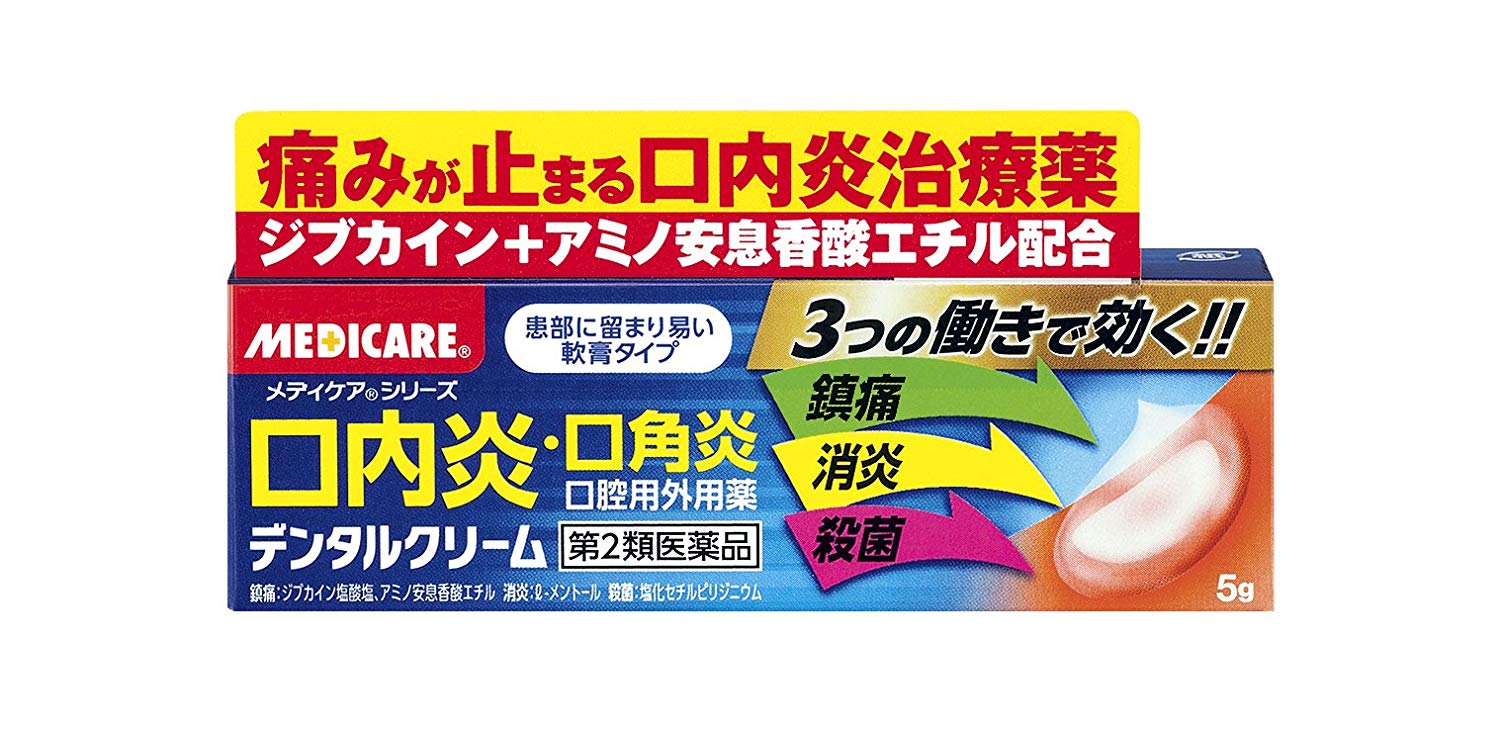 痛みが止まる口内炎治療薬
ジブカイン+アミノ安息香酸エチル配合
MEDICARE®
患部に留まり易い
軟膏タイプ
3つの働きで効く!!
メディケア®シリーズ
口内炎・口角炎
口腔用外用薬
デンタルクリーム
第2類医薬品
鎮痛
消炎
殺菌
鎮痛:ジブカイン塩酸塩、アミノ安息香酸エチル 消炎:ℓ-メントール 殺菌:塩化セチルピリジニウム
5g